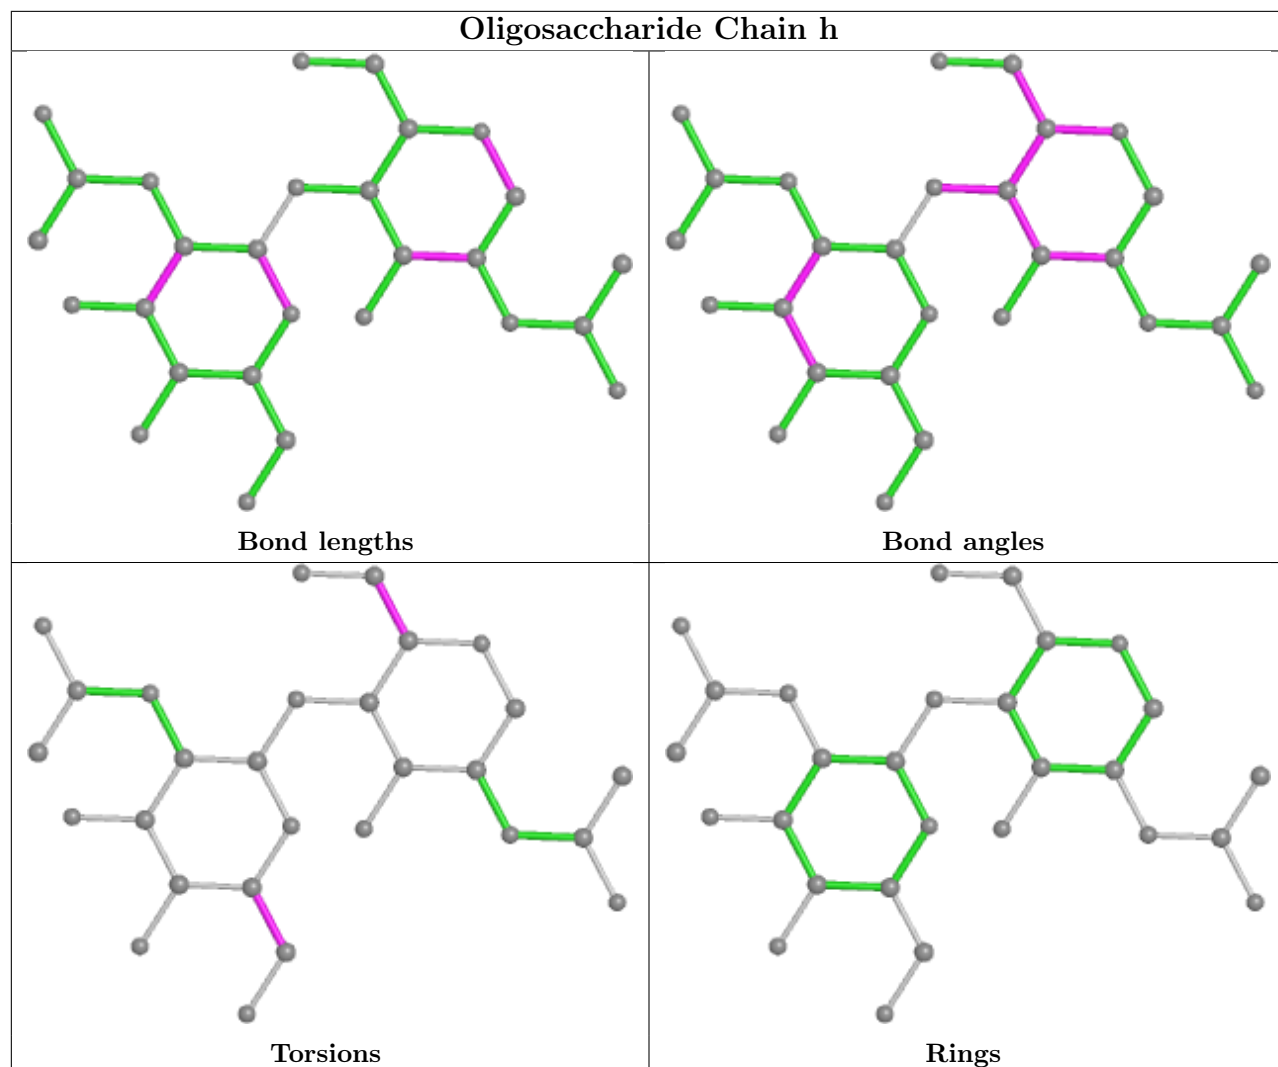 Oligosaccharide Chain h
Bond lengths
Bond angles
Torsions
Rings